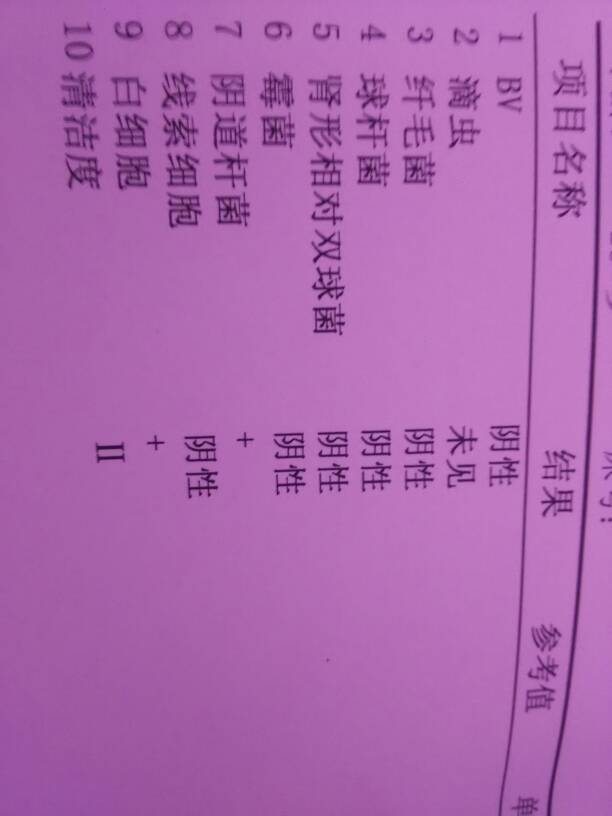 项目名称 结果 参考值 单
1 BV 阴性
2 滴虫 未见
3 纤毛菌 阴性
4 球杆菌 阴性
5 肾形相对双球菌 阴性
6 霉菌 阴性
7 阴道杆菌 +
8 线索细胞 阴性
9 白细胞 +
10 清洁度 II